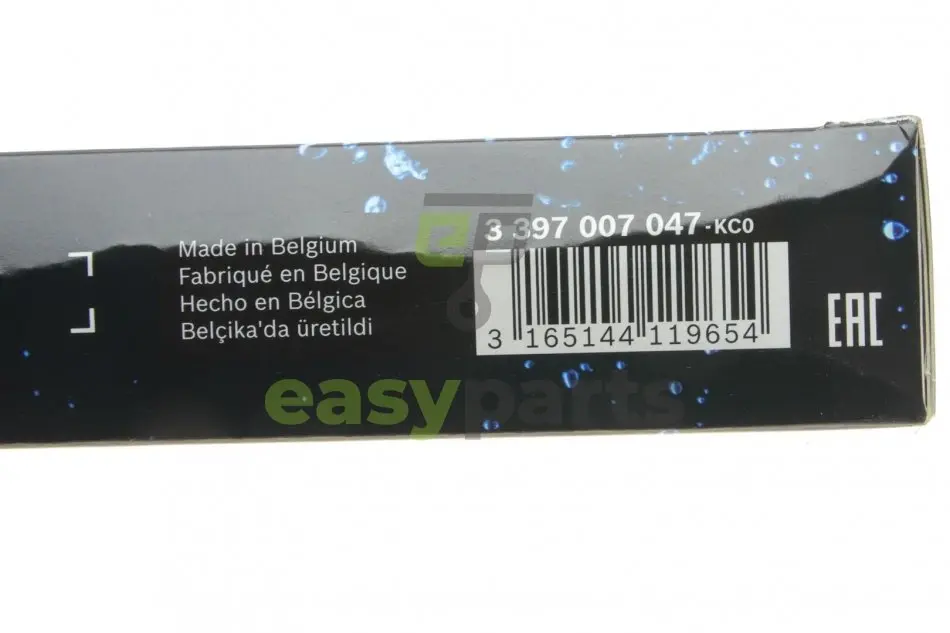 Made in Belgium
Fabriqué en Belgique
Hecho en Bélgica
Belçika'da üretildi
3 397 007 047-KC0
3 165144 119654
EAC
easyparts